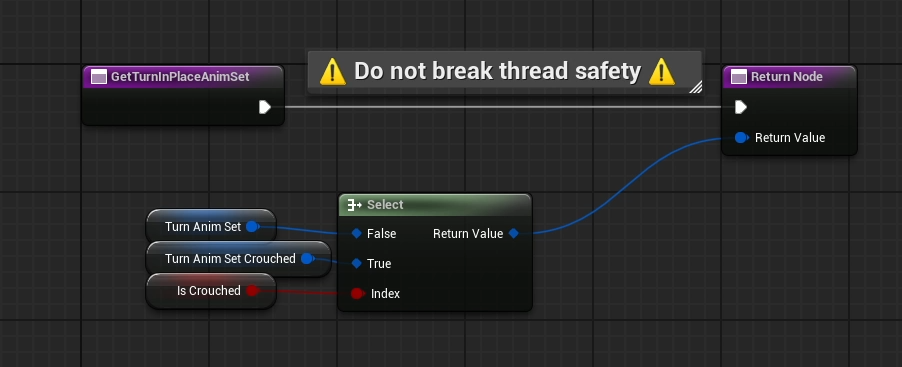 GetTurnInPlaceAnimSet
⚠️ Do not break thread safety ⚠️
Return Node
Return Value
Select
Turn Anim Set
False
Return Value
Turn Anim Set Crouched
True
Is Crouched
Index